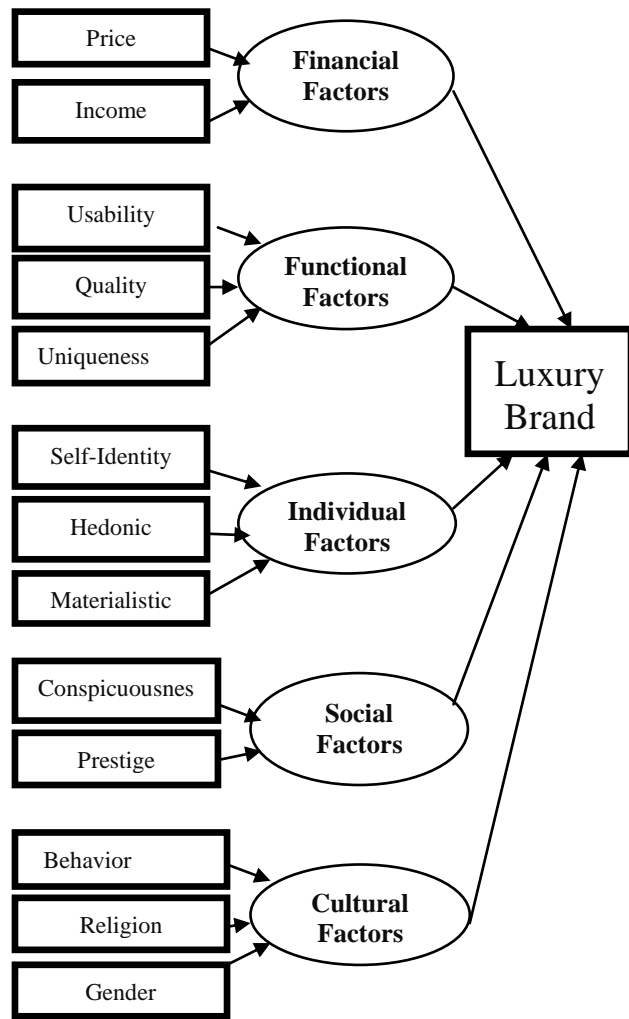 Price
Income
Financial
Factors
Usability
Quality
Uniqueness
Functional
Factors
Luxury
Brand
Self-Identity
Hedonic
Materialistic
Individual
Factors
Conspicuousnes
Prestige
Social
Factors
Behavior
Religion
Gender
Cultural
Factors